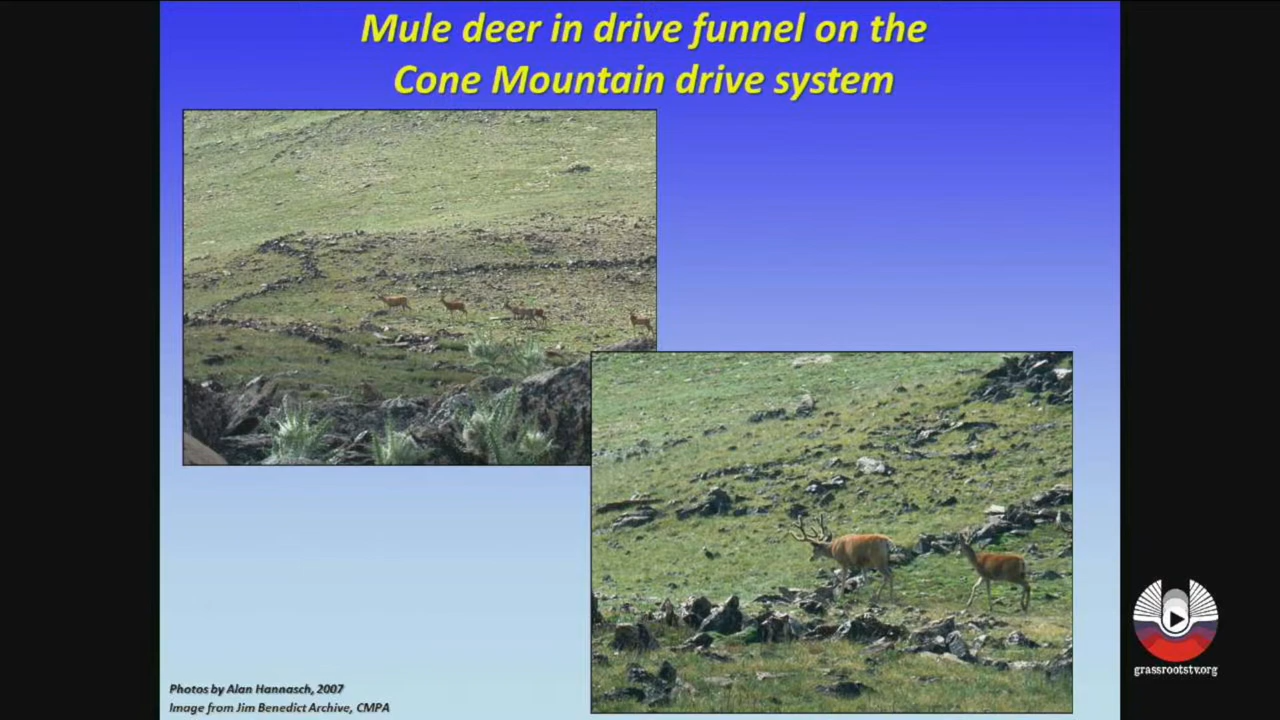 Mule deer in drive funnel on the
Cone Mountain drive system
Photos by Alan Hannasch, 2007
Image from Jim Benedict Archive, CMPA
grassrootstv.org